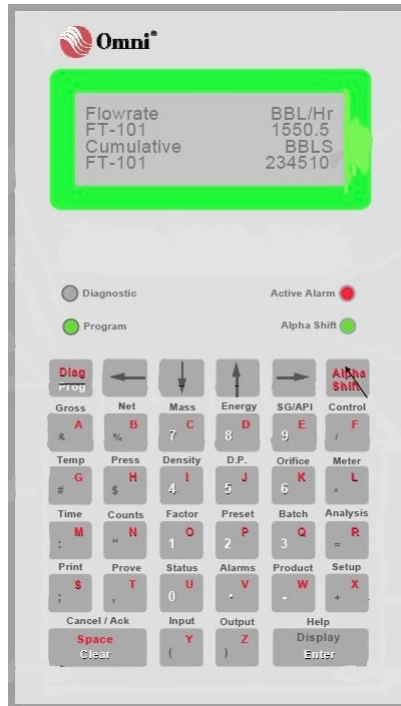 Omni®
Flowrate BBL/Hr
FT-101 1550.5
Cumulative BBLS
FT-101 234510
Diagnostic Active Alarm
Program Alpha Shift
Diag Alpha
Prog Shift
Gross Net Mass Energy SG/API Control
& A % B 7 C 8 D 9 E / F
Temp Press Density D.P. Orifice Meter
# G $ H 4 I 5 J 6 K * L
Time Counts Factor Preset Batch Analysis
: M " N 1 O 2 P 3 Q = R
Print Prove Status Alarms Product Setup
; S , T 0 U . V - W + X
Cancel / Ack Input Output Help
Space Y Z Display
Clear ( ) Enter